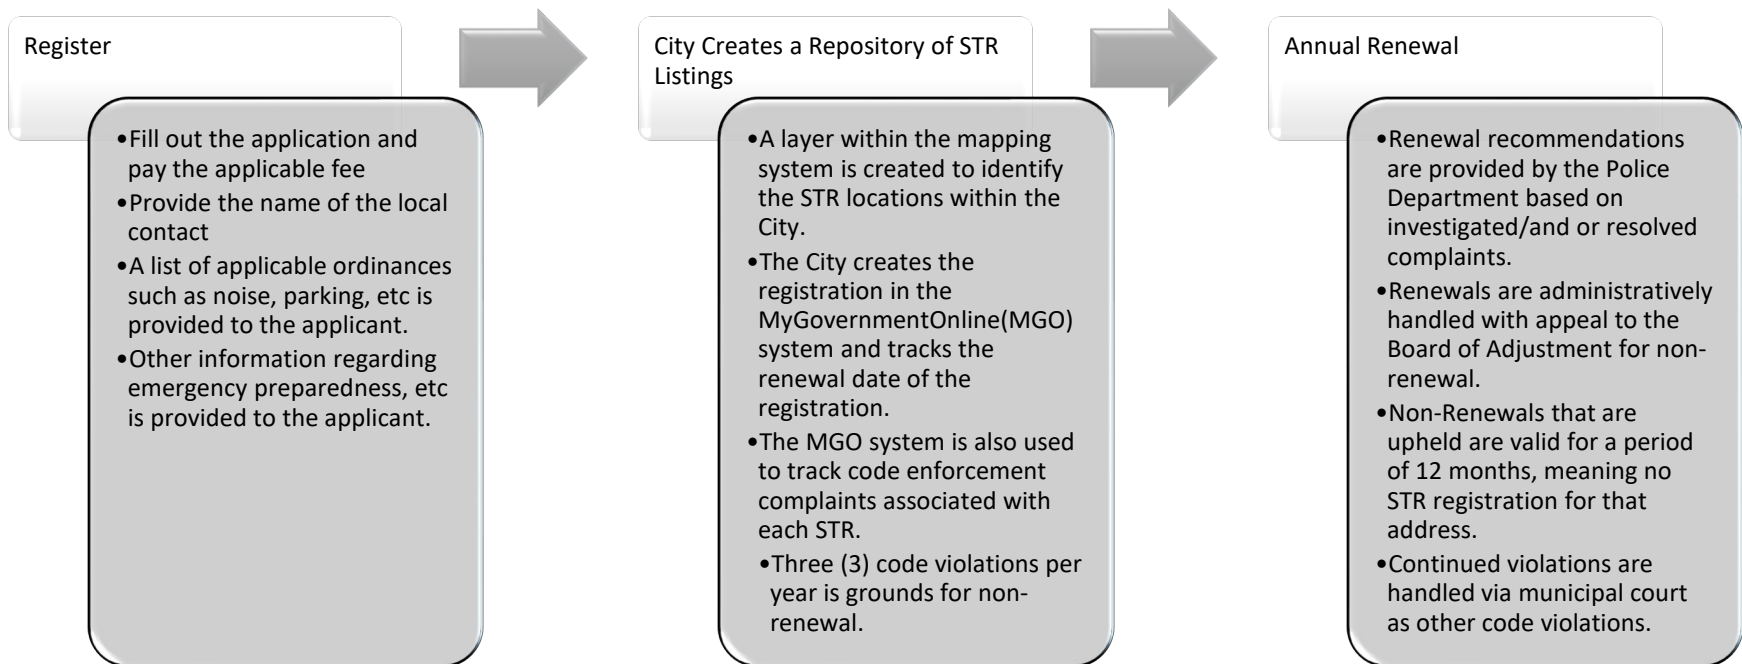 Register
•Fill out the application and
pay the applicable fee
•Provide the name of the local
contact
•A list of applicable ordinances
such as noise, parking, etc is
provided to the applicant.
•Other information regarding
emergency preparedness, etc
is provided to the applicant.
City Creates a Repository of STR
Listings
•A layer within the mapping
system is created to identify
the STR locations within the
City.
•The City creates the
registration in the
MyGovernmentOnline(MGO)
system and tracks the
renewal date of the
registration.
•The MGO system is also used
to track code enforcement
complaints associated with
each STR.
•Three (3) code violations per
year is grounds for non-
renewal.
Annual Renewal
•Renewal recommendations
are provided by the Police
Department based on
investigated/and or resolved
complaints.
•Renewals are administratively
handled with appeal to the
Board of Adjustment for non-
renewal.
•Non-Renewals that are
upheld are valid for a period
of 12 months, meaning no
STR registration for that
address.
•Continued violations are
handled via municipal court
as other code violations.